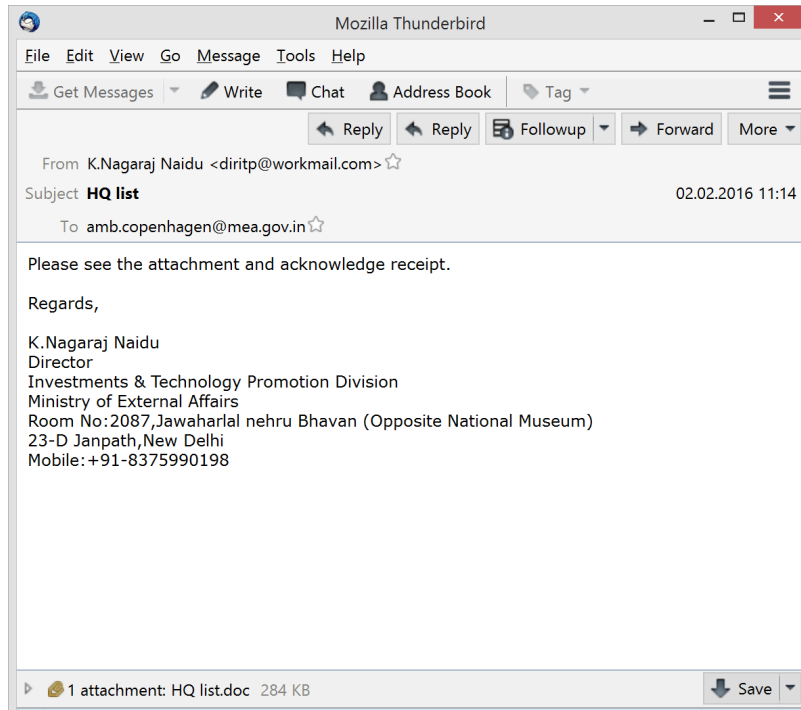 Mozilla Thunderbird
File Edit View Go Message Tools Help
Get Messages Write Chat Address Book Tag
Reply Reply Followup Forward More
From K.Nagaraj Naidu <diritp@workmail.com>
Subject HQ list 02.02.2016 11:14
To amb.copenhagen@mea.gov.in
Please see the attachment and acknowledge receipt.
Regards,
K.Nagaraj Naidu
Director
Investments & Technology Promotion Division
Ministry of External Affairs
Room No:2087,Jawaharlal nehru Bhavan (Opposite National Museum)
23-D Janpath,New Delhi
Mobile:+91-8375990198
1 attachment: HQ list.doc 284 KB Save